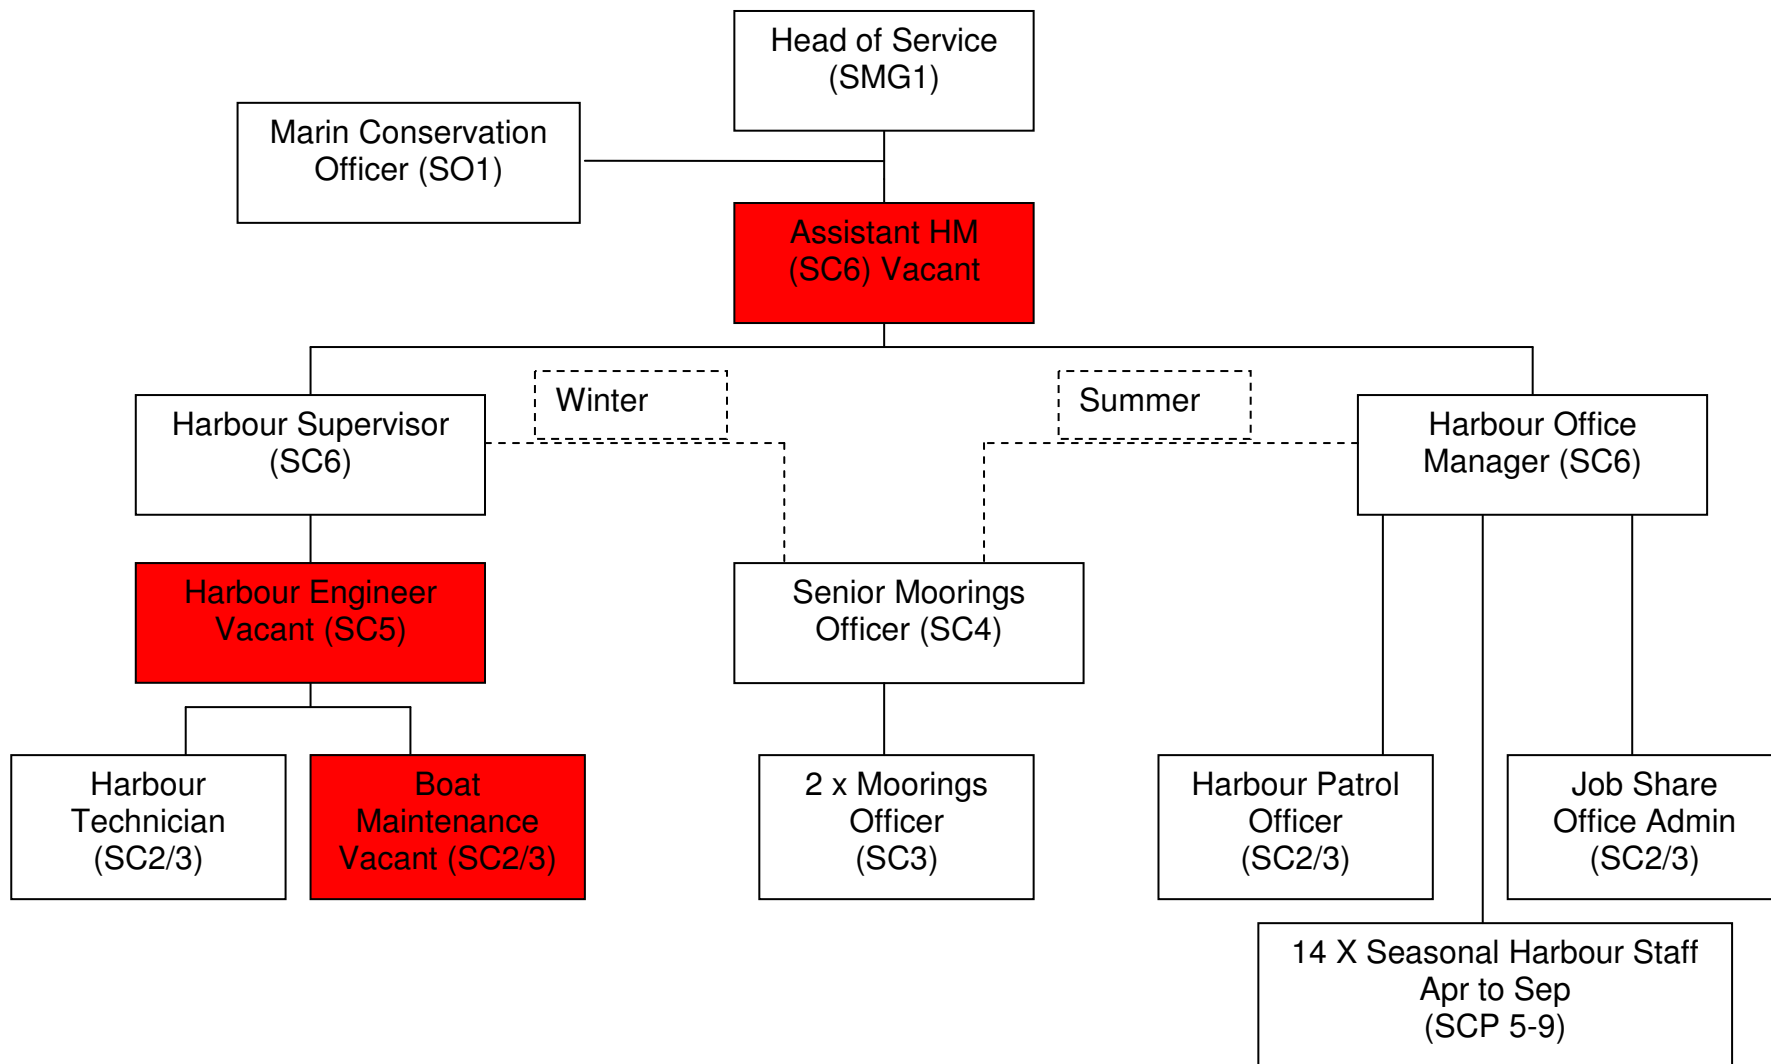 Head of Service
(SMG1)
Marin Conservation
Officer (SO1)
Assistant HM
(SC6) Vacant
Winter
Summer
Harbour Supervisor
(SC6)
Harbour Office
Manager (SC6)
Harbour Engineer
Vacant (SC5)
Senior Moorings
Officer (SC4)
Harbour
Technician
(SC2/3)
Boat
Maintenance
Vacant (SC2/3)
2 x Moorings
Officer
(SC3)
Harbour Patrol
Officer
(SC2/3)
Job Share
Office Admin
(SC2/3)
14 X Seasonal Harbour Staff
Apr to Sep
(SCP 5-9)